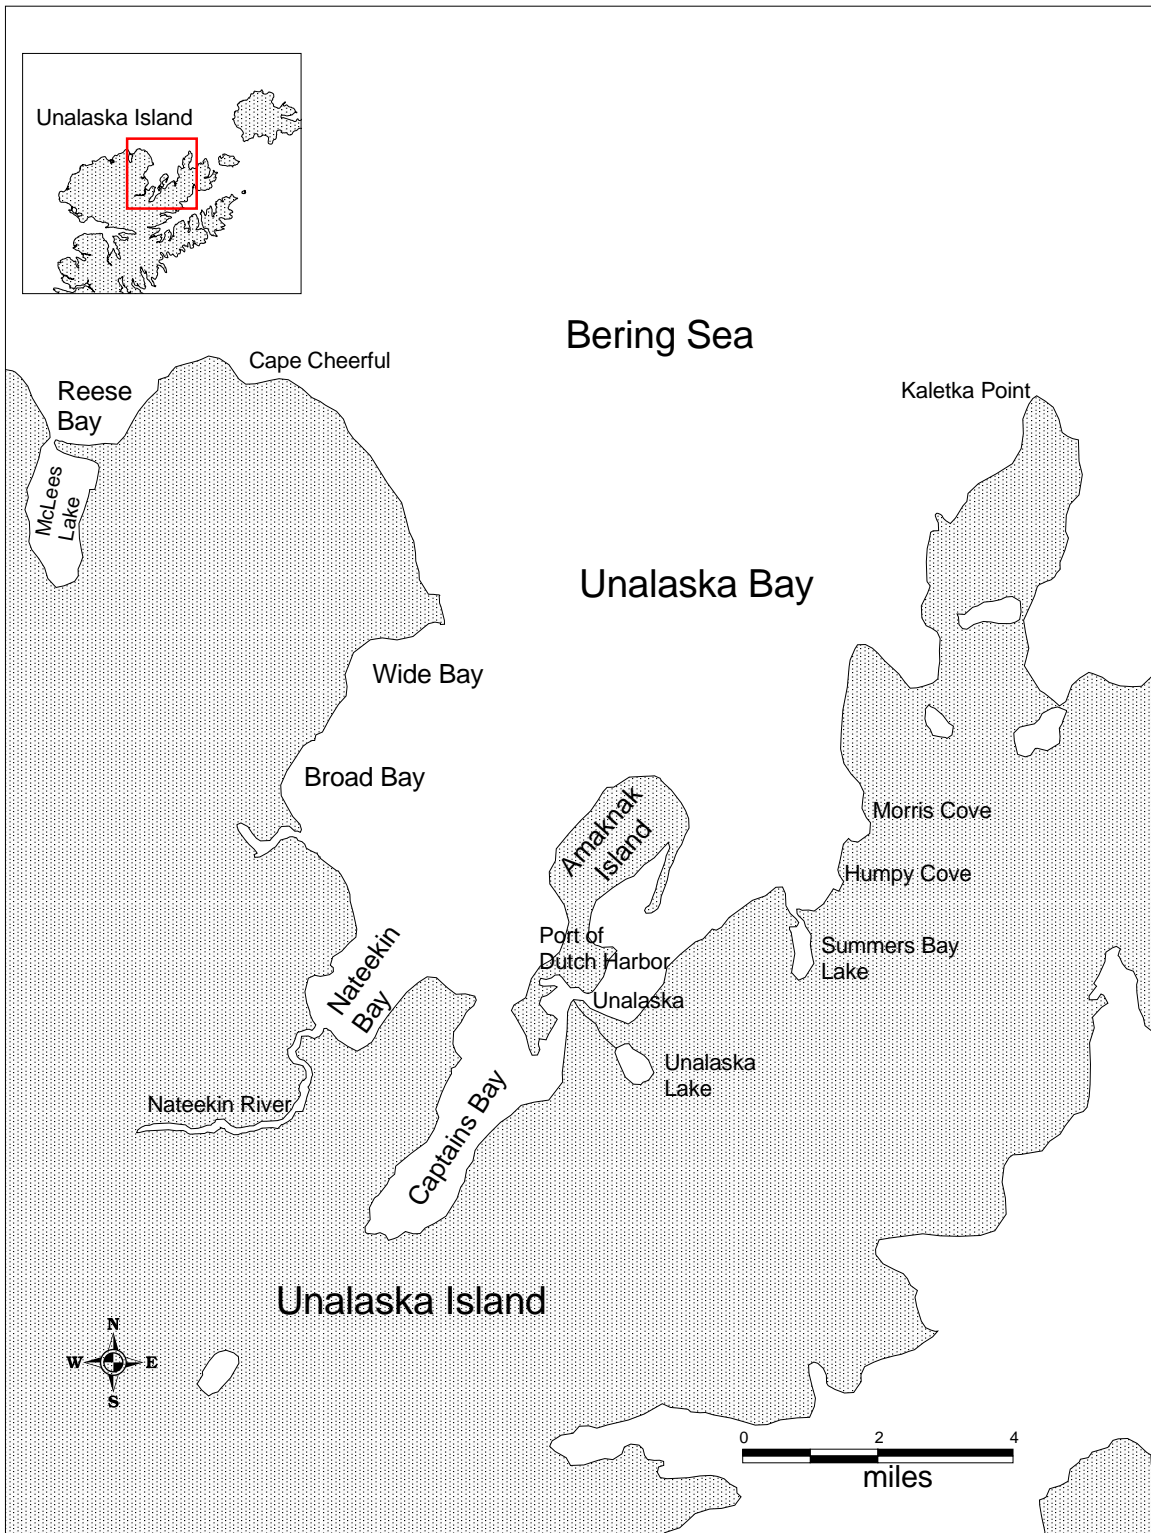 Unalaska Island
Bering Sea
Cape Cheerful
Reese
Bay
Kaletka Point
McLees
Lake
Unalaska Bay
Wide Bay
Broad Bay
Amaknak
Island
Morris Cove
Humpy Cove
Port of
Dutch Harbor
Summers Bay
Lake
Nateekin
Bay
Unalaska
Unalaska
Lake
Nateekin River
Captains Bay
Unalaska Island
N
W E
S
0 2 4
miles